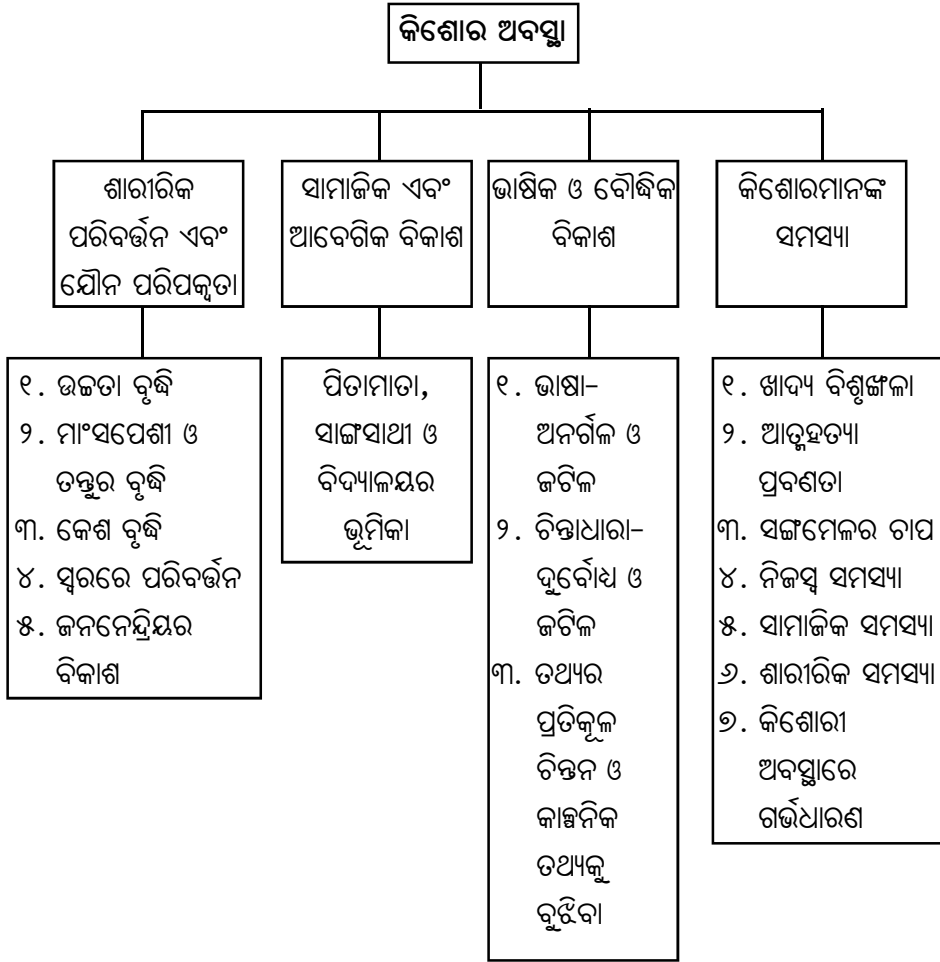 କିଶୋର ଅବସ୍ଥା
ଶାରୀରିକ
ପରିବର୍ତ୍ତନ ଏବଂ
ଯୌନ ପରିପକ୍ୱତା
ସାମାଜିକ ଏବଂ
ଆବେଗିକ ବିକାଶ
ଭାଷିକ ଓ ବୌଦ୍ଧିକ
ବିକାଶ
କିଶୋରମାନଙ୍କ
ସମସ୍ୟା
୧. ଉଚ୍ଚତା ବୃଦ୍ଧି
୨. ମାଂସପେଶୀ ଓ
ତନ୍ତୁର ବୃଦ୍ଧି
୩. କେଶ ବୃଦ୍ଧି
୪. ସ୍ୱରରେ ପରିବର୍ତ୍ତନ
୫. ଜନନେନ୍ଦ୍ରିୟର
ବିକାଶ
ପିତାମାତା,
ସାଙ୍ଗସାଥୀ ଓ
ବିଦ୍ୟାଳୟର
ଭୂମିକା
୧. ଭାଷା-
ଅନର୍ଗଳ ଓ
ଜଟିଳ
୨. ଚିନ୍ତାଧାରା-
ଦୁର୍ବୋଧ ଓ
ଜଟିଳ
୩. ତଥ୍ୟର
ପ୍ରତିକୂଳ
ଚିନ୍ତନ ଓ
କାଳ୍ପନିକ
ତଥ୍ୟକୁ
ବୁଝିବା
୧. ଖାଦ୍ୟ ବିଶୃଙ୍ଖଳା
୨. ଆତ୍ମହତ୍ୟା
ପ୍ରବଣତା
୩. ସଙ୍ଗମେଳର ଚାପ
୪. ନିଜସ୍ୱ ସମସ୍ୟା
୫. ସାମାଜିକ ସମସ୍ୟା
୬. ଶାରୀରିକ ସମସ୍ୟା
୭. କିଶୋରୀ
ଅବସ୍ଥାରେ
ଗର୍ଭଧାରଣ